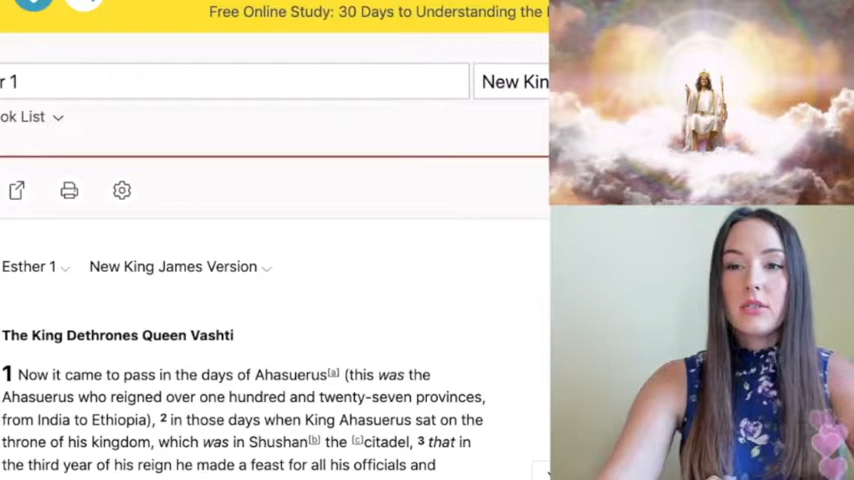 Free Online Study: 30 Days to Understanding the
r 1
New Kin
ok List
Esther 1
New King James Version
The King Dethrones Queen Vashti
1 Now it came to pass in the days of Ahasuerus[a] (this was the
Ahasuerus who reigned over one hundred and twenty-seven provinces,
from India to Ethiopia), 2 in those days when King Ahasuerus sat on the
throne of his kingdom, which was in Shushan[b] the [c]citadel, 3 that in
the third year of his reign he made a feast for all his officials and